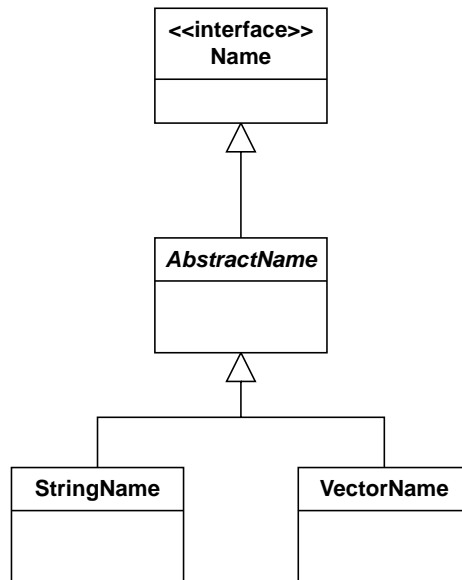 <<interface>>
Name
AbstractName
StringName
VectorName